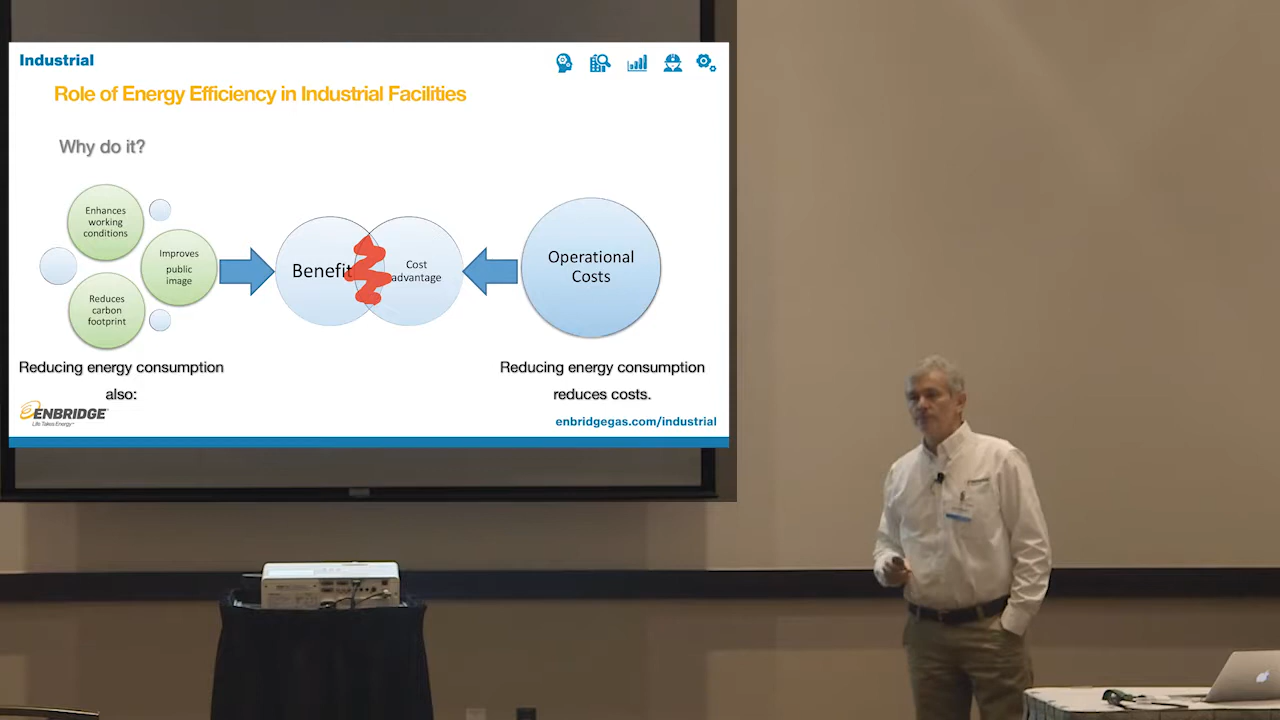 Industrial
Role of Energy Efficiency in Industrial Facilities
Why do it?
Enhances
working
conditions
Improves
public
image
Reduces
carbon
footprint
Benefit
Cost
advantage
Operational
Costs
Reducing energy consumption
also:
Reducing energy consumption
reduces costs.
ENBRIDGE
Life Takes Energy™
enbridgegas.com/industrial